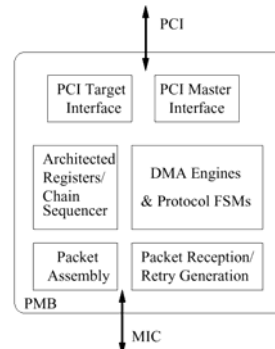 PCI
PCI Target
Interface
PCI Master
Interface
Architected
Registers/
Chain
Sequencer
DMA Engines
& Protocol FSMs
Packet
Assembly
Packet Reception/
Retry Generation
PMB
MIC